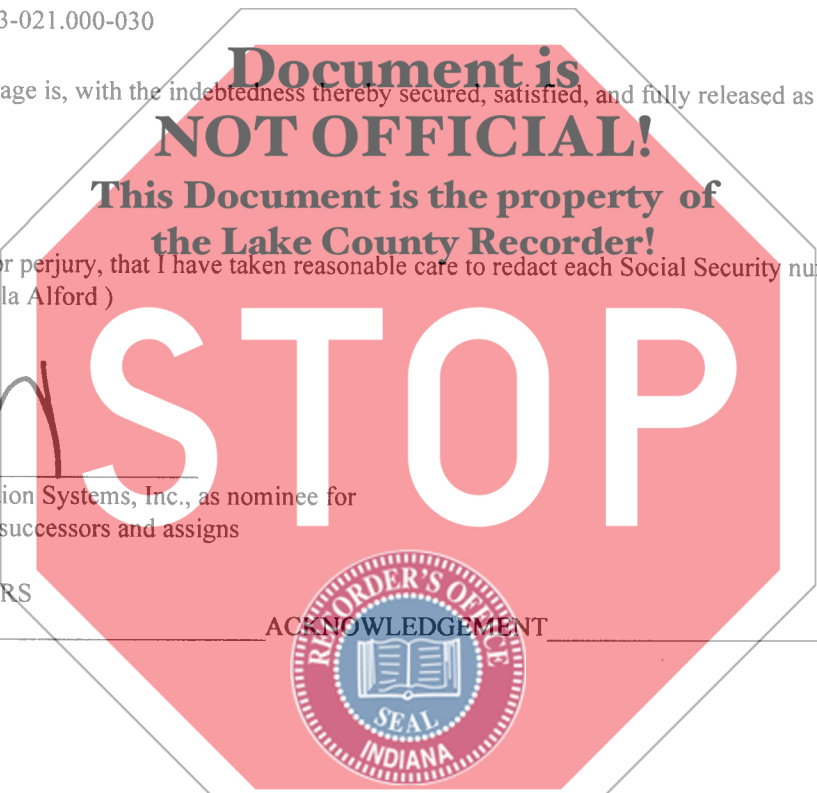 3-021.000-030
Document is
age is, with the indebtedness thereby secured, satisfied, and fully released as
NOT OFFICIAL!
This Document is the property of
the Lake County Recorder!
or perjury, that I have taken reasonable care to redact each Social Security nu
la Alford )
STOP
ion Systems, Inc., as nominee for
successors and assigns
RS
ACKNOWLEDGEMENT
RECORDER'S OFFICE
SEAL
INDIANA